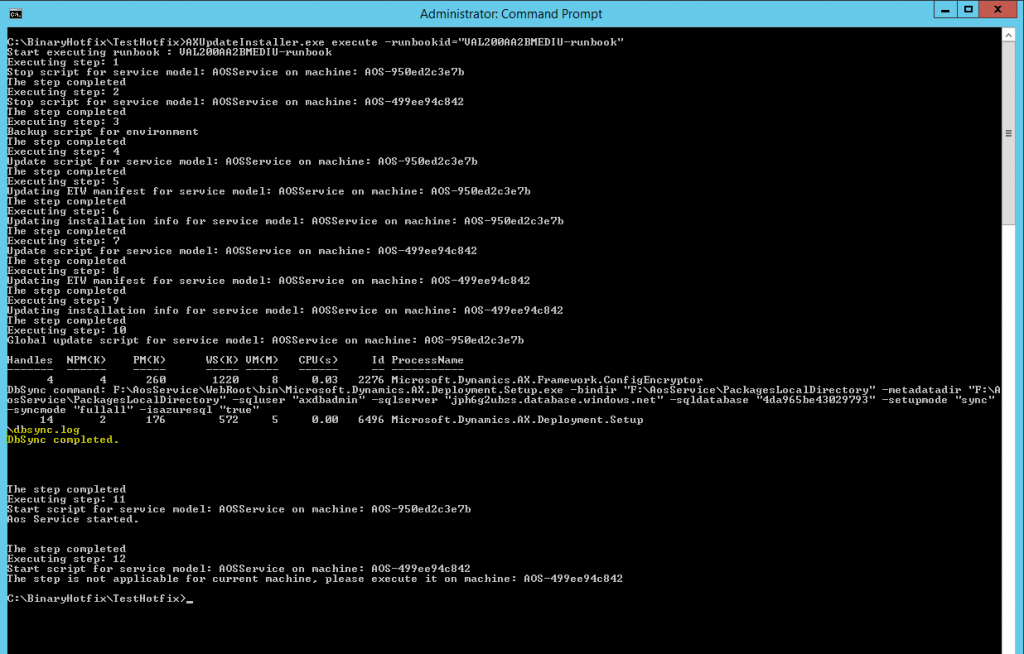 Administrator: Command Prompt
C:\BinaryHotfix\TestHotfix>AXUpdateInstaller.exe execute -runbookid="VAL200AA2BMEDIU-runbook"
Start executing runbook : VAL200AA2BMEDIU-runbook
Executing step: 1
Stop script for service model: AOSService on machine: AOS-950ed2c3e7b
The step completed
Executing step: 2
Stop script for service model: AOSService on machine: AOS-499ee94c842
The step completed
Executing step: 3
Backup script for environment
The step completed
Executing step: 4
Update script for service model: AOSService on machine: AOS-950ed2c3e7b
The step completed
Executing step: 5
Updating ETW manifest for service model: AOSService on machine: AOS-950ed2c3e7b
The step completed
Executing step: 6
Updating installation info for service model: AOSService on machine: AOS-950ed2c3e7b
The step completed
Executing step: 7
Update script for service model: AOSService on machine: AOS-499ee94c842
The step completed
Executing step: 8
Updating ETW manifest for service model: AOSService on machine: AOS-499ee94c842
The step completed
Executing step: 9
Updating installation info for service model: AOSService on machine: AOS-499ee94c842
The step completed
Executing step: 10
Global update script for service model: AOSService on machine: AOS-950ed2c3e7b
Handles NPM(K) PM(K) WS(K) VM(M) CPU(s) Id ProcessName
------- ------ ----- ----- ----- ------ -- -----------
4 4 260 1220 8 0.03 2276 Microsoft.Dynamics.AX.Framework.ConfigEncryptor
DbSync command: F:\AosService\WebRoot\bin\Microsoft.Dynamics.AX.Deployment.Setup.exe -bindir "F:\AosService\PackagesLocalDirectory" -metadatadir "F:\A
osService\PackagesLocalDirectory" -sqluser "axdbadmin" -sqlserver "jph6g2ubzs.database.windows.net" -sqldatabase "4da965be43029793" -setupmode "sync"
-syncmode "fullall" -isazuresql "true"
14 2 176 572 5 0.00 6496 Microsoft.Dynamics.AX.Deployment.Setup
\dbsync.log
DbSync completed.
The step completed
Executing step: 11
Start script for service model: AOSService on machine: AOS-950ed2c3e7b
Aos Service started.
The step completed
Executing step: 12
Start script for service model: AOSService on machine: AOS-499ee94c842
The step is not applicable for current machine, please execute it on machine: AOS-499ee94c842
C:\BinaryHotfix\TestHotfix>_